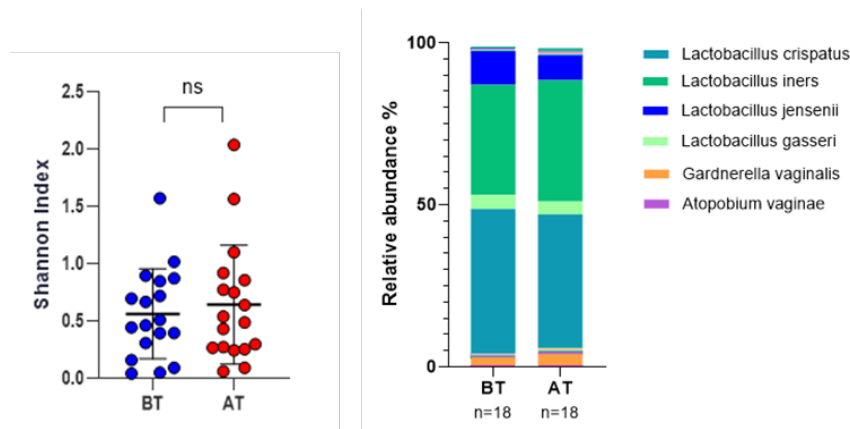 ns
2.5
2.0
1.5
1.0
0.5
0.0
Shannon Index
BT
AT
100
50
0
Relative abundance %
BT
AT
n=18
n=18
Lactobacillus crispatus
Lactobacillus iners
Lactobacillus jensenii
Lactobacillus gasseri
Gardnerella vaginalis
Atopobium vaginae